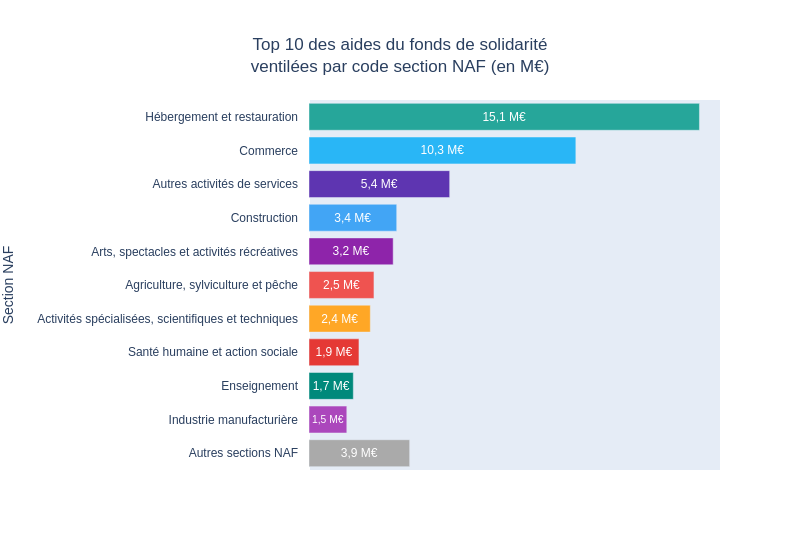 Top 10 des aides du fonds de solidarité
ventilées par code section NAF (en M€)
Section NAF
Hébergement et restauration 15,1 M€
Commerce 10,3 M€
Autres activités de services 5,4 M€
Construction 3,4 M€
Arts, spectacles et activités récréatives 3,2 M€
Agriculture, sylviculture et pêche 2,5 M€
Activités spécialisées, scientifiques et techniques 2,4 M€
Santé humaine et action sociale 1,9 M€
Enseignement 1,7 M€
Industrie manufacturière 1,5 M€
Autres sections NAF 3,9 M€